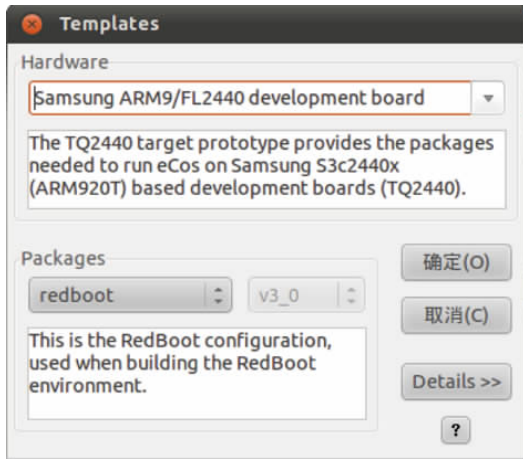 Templates
Hardware
Samsung ARM9/FL2440 development board
The TQ2440 target prototype provides the packages
needed to run eCos on Samsung S3c2440x
(ARM920T) based development boards (TQ2440).
Packages
redboot
v3_0
This is the RedBoot configuration,
used when building the RedBoot
environment.
确定(O)
取消(C)
Details >>
?